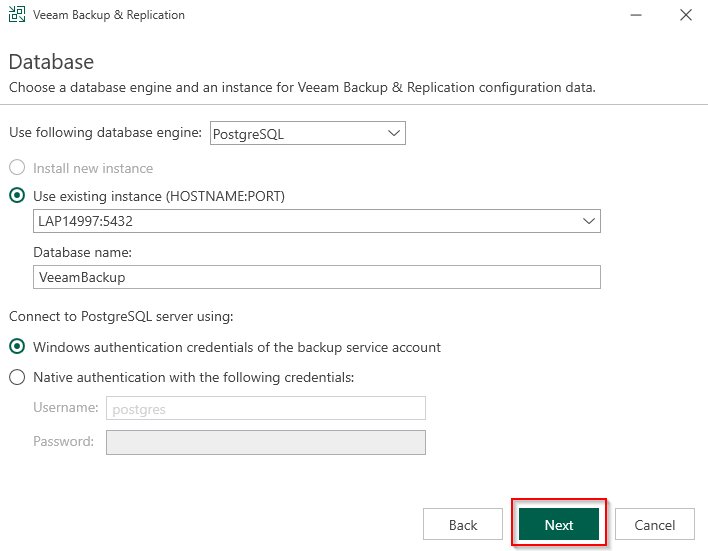 Veeam Backup & Replication
Database
Choose a database engine and an instance for Veeam Backup & Replication configuration data.
Use following database engine: PostgreSQL
Install new instance
Use existing instance (HOSTNAME:PORT)
LAP14997:5432
Database name:
VeeamBackup
Connect to PostgreSQL server using:
Windows authentication credentials of the backup service account
Native authentication with the following credentials:
Username: postgres
Password:
Back Next Cancel